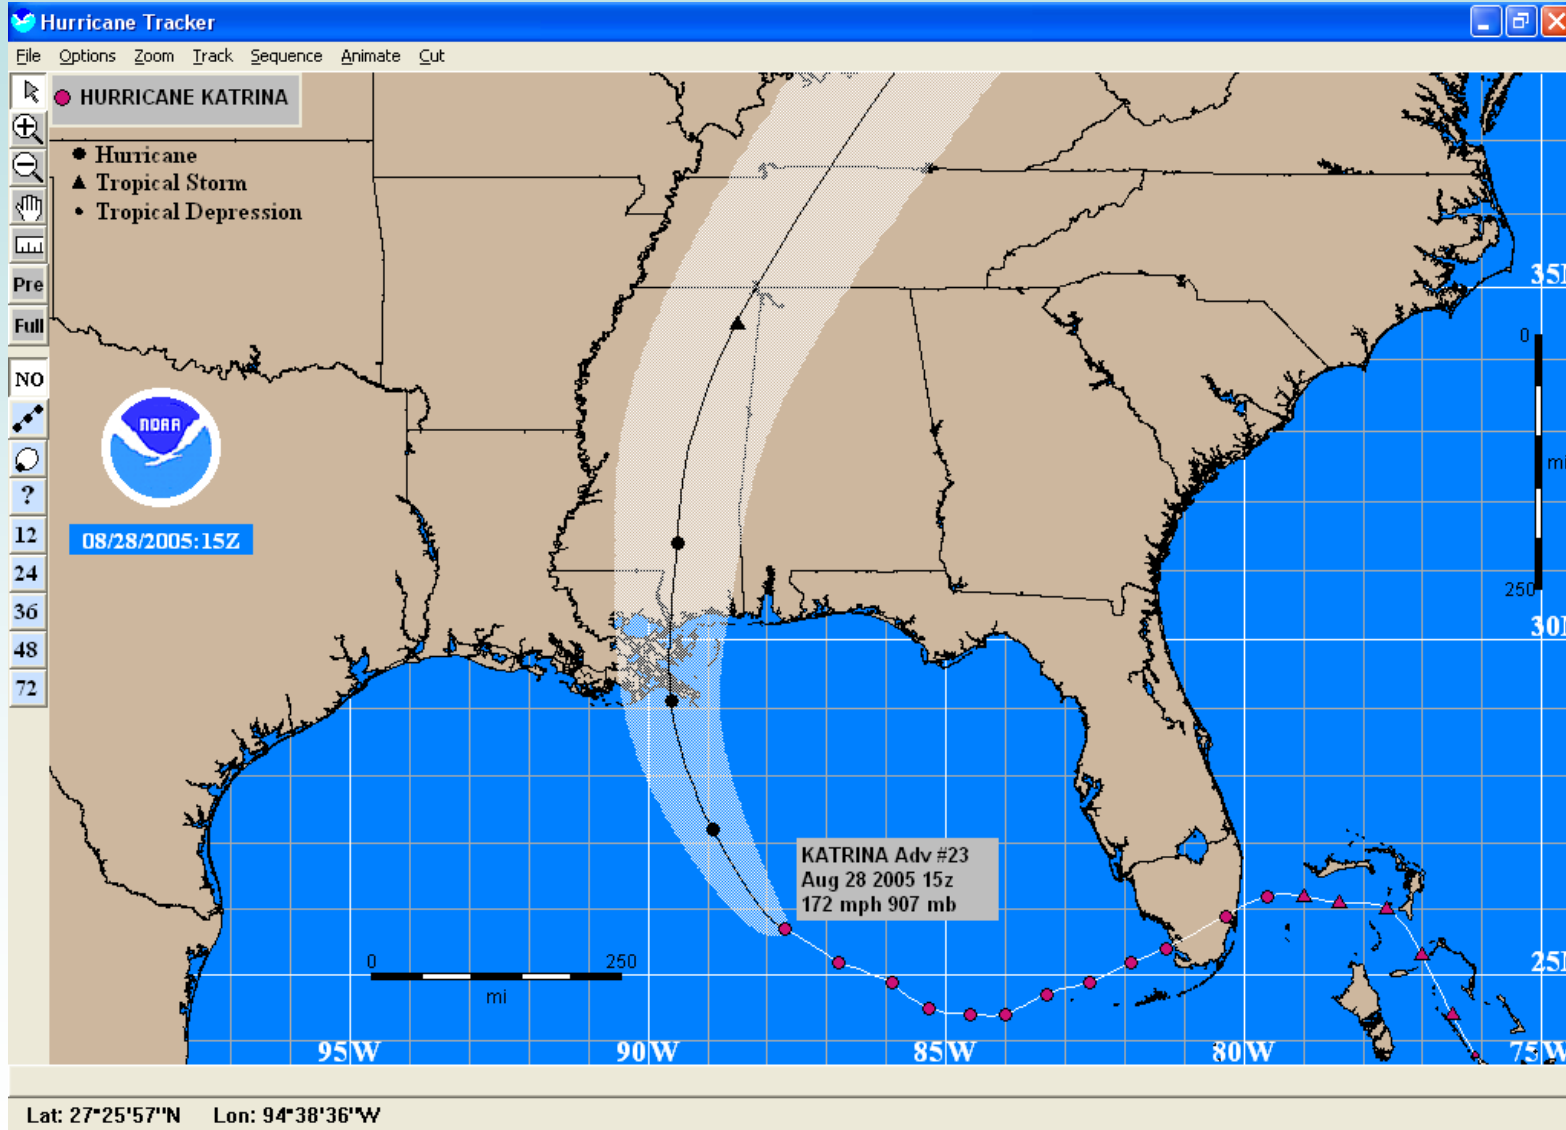 Hurricane Tracker
File Options Zoom Track Sequence Animate Cut
HURRICANE KATRINA
Hurricane
Tropical Storm
Tropical Depression
Pre
Full
NO
?
12
24
36
48
72
NOAA
08/28/2005:15Z
KATRINA Adv #23
Aug 28 2005 15z
172 mph 907 mb
0 250
mi
35N
0
mi
250
30N
25N
95W 90W 85W 80W 75W
Lat: 27°25'57"N Lon: 94°38'36"W